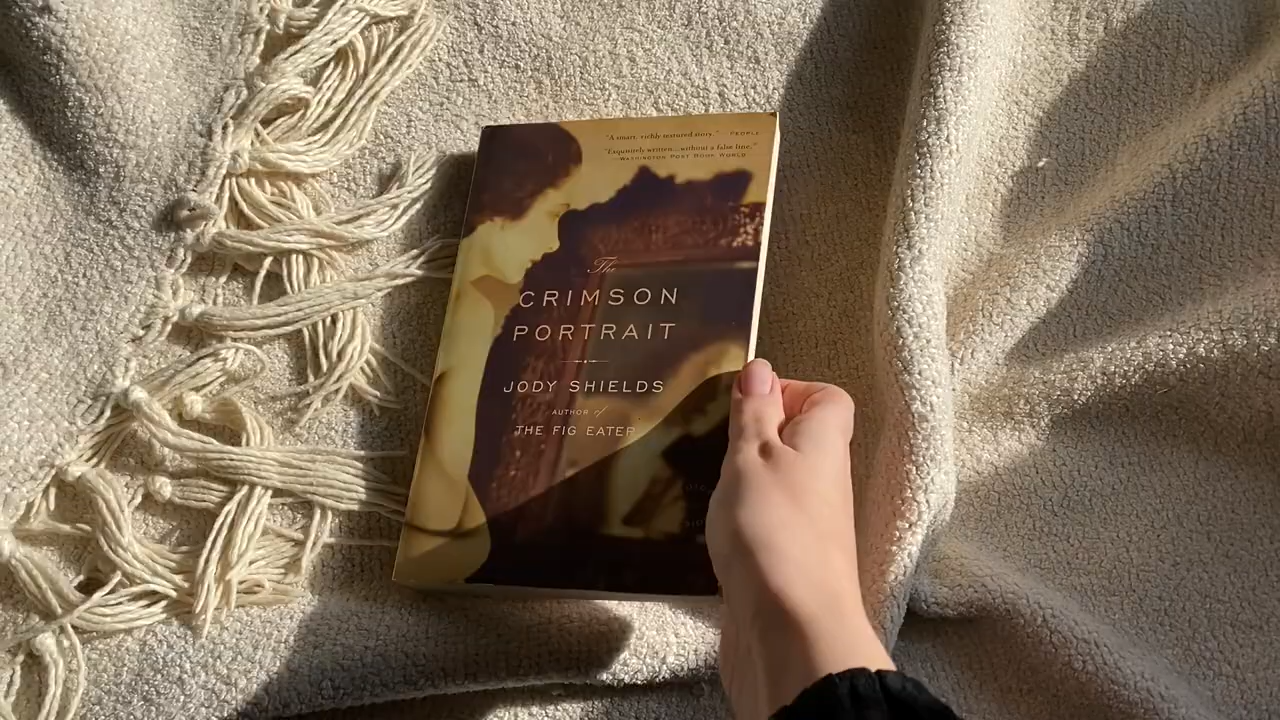 "A smart, richly textured story." —PEOPLE
"Exquisitely written...without a false line."
—WASHINGTON POST BOOK WORLD
The
CRIMSON
PORTRAIT
JODY SHIELDS
AUTHOR of
THE FIG EATER